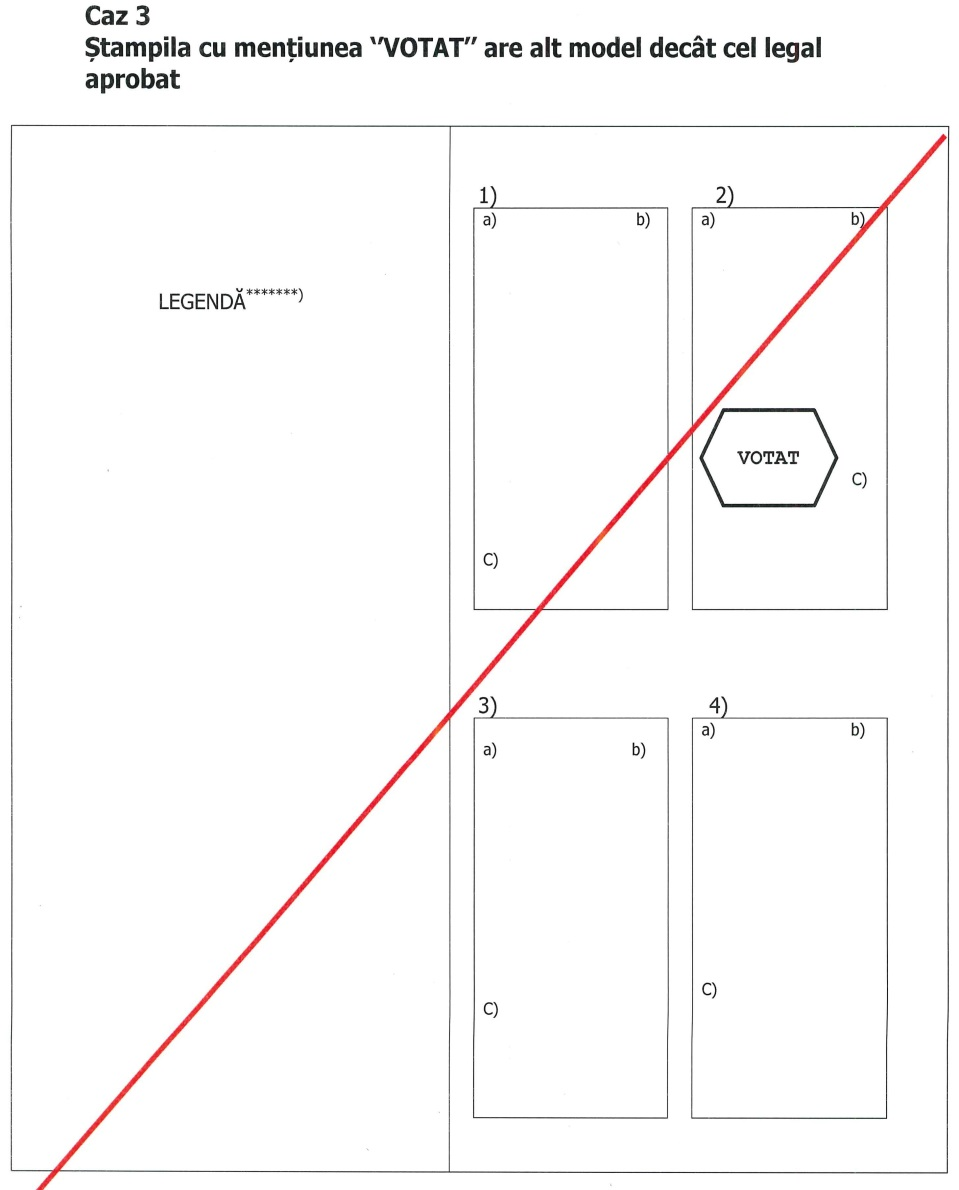 Caz 3
Ștampila cu mențiunea ‘’VOTAT’’ are alt model decât cel legal
aprobat
LEGENDĂ*******)
1)
a) b)
C)
2)
a) b)
VOTAT
C)
3)
a) b)
C)
4)
a) b)
C)